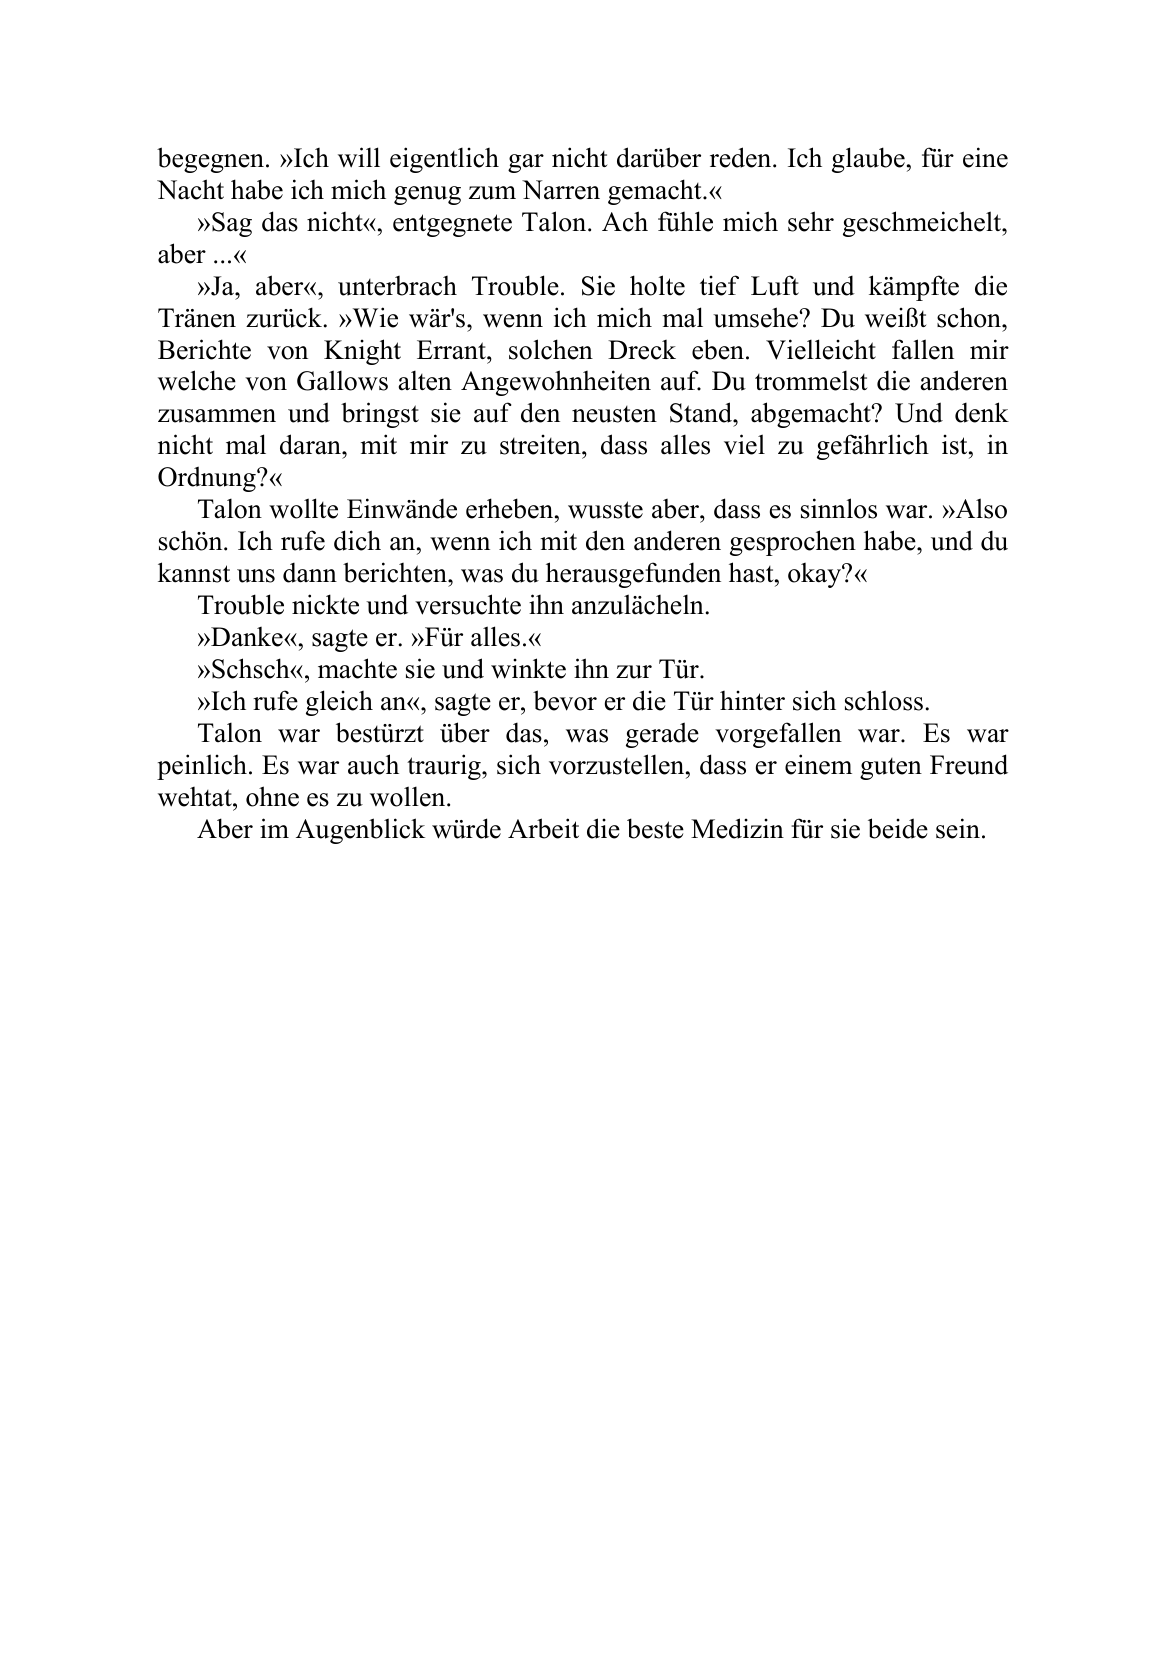 begegnen. »Ich will eigentlich gar nicht darüber reden. Ich glaube, für eine
Nacht habe ich mich genug zum Narren gemacht.«
»Sag das nicht«, entgegnete Talon. Ach fühle mich sehr geschmeichelt,
aber ...«
»Ja, aber«, unterbrach Trouble. Sie holte tief Luft und kämpfte die
Tränen zurück. »Wie wär's, wenn ich mich mal umsehe? Du weißt schon,
Berichte von Knight Errant, solchen Dreck eben. Vielleicht fallen mir
welche von Gallows alten Angewohnheiten auf. Du trommelst die anderen
zusammen und bringst sie auf den neusten Stand, abgemacht? Und denk
nicht mal daran, mit mir zu streiten, dass alles viel zu gefährlich ist, in
Ordnung?«
Talon wollte Einwände erheben, wusste aber, dass es sinnlos war. »Also
schön. Ich rufe dich an, wenn ich mit den anderen gesprochen habe, und du
kannst uns dann berichten, was du herausgefunden hast, okay?«
Trouble nickte und versuchte ihn anzulächeln.
»Danke«, sagte er. »Für alles.«
»Schsch«, machte sie und winkte ihn zur Tür.
»Ich rufe gleich an«, sagte er, bevor er die Tür hinter sich schloss.
Talon war bestürzt über das, was gerade vorgefallen war. Es war
peinlich. Es war auch traurig, sich vorzustellen, dass er einem guten Freund
wehtat, ohne es zu wollen.
Aber im Augenblick würde Arbeit die beste Medizin für sie beide sein.